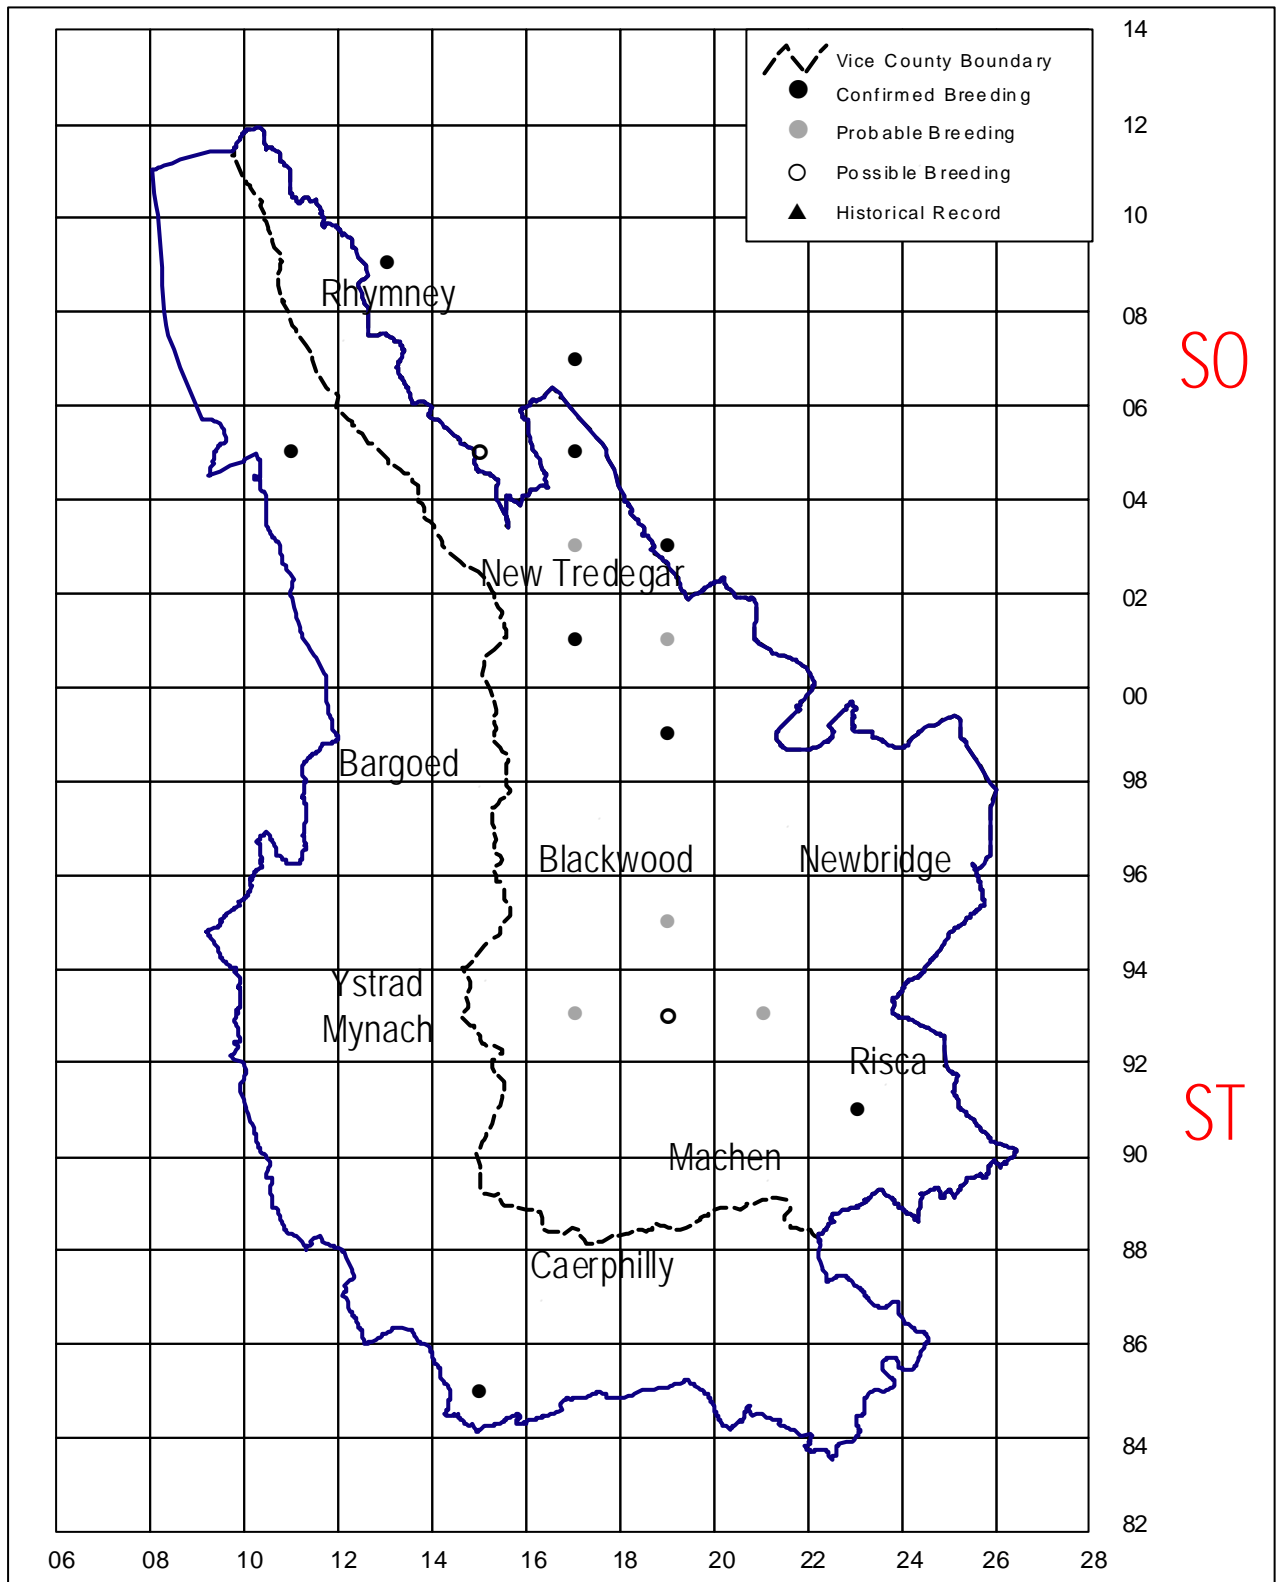 14
Vice County Boundary
Confirmed Breeding
12
Probable Breeding
Possible Breeding
10
Historical Record
Rhymney
08
SO
06
04
New Tredegar
02
00
Bargoed
98
Blackwood
Newbridge
96
94
Ystrad
Mynach
92
Risca
ST
90
Machen
88
Caerphilly
86
84
82
06 08 10 12 14 16 18 20 22 24 26 28